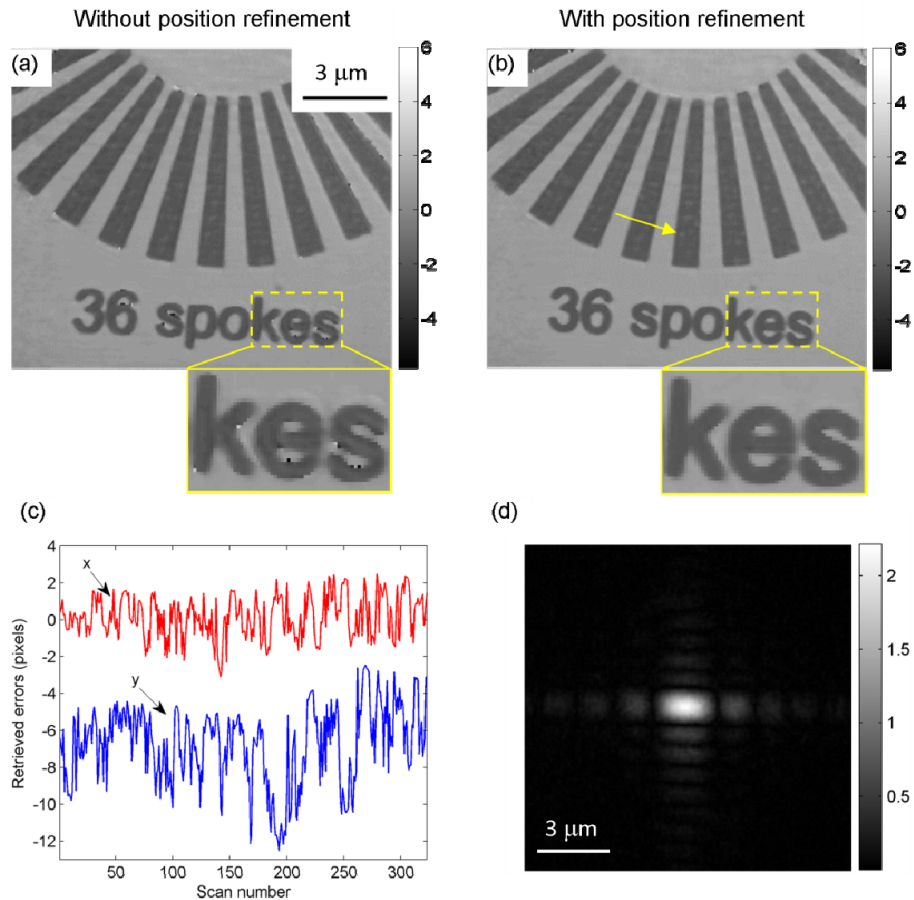 Without position refinement
With position refinement
(a)
3 μm
6
4
2
0
-2
-4
36 spokes
kes
(b)
6
4
2
0
-2
-4
36 spokes
kes
(c)
4
2
0
-2
-4
-6
-8
-10
-12
Retrieved errors (pixels)
x
y
50
100
150
200
250
300
Scan number
(d)
3 μm
2
1.5
1
0.5